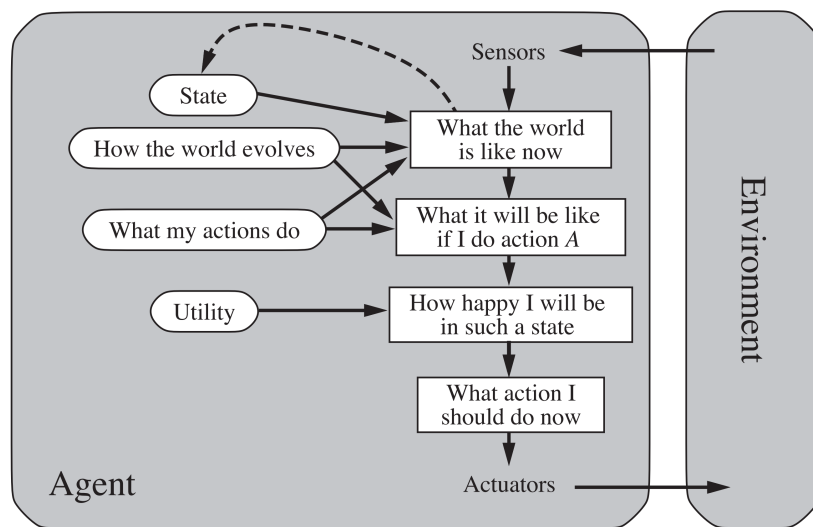 Sensors
State
What the world
is like now
How the world evolves
What it will be like
if I do action A
What my actions do
How happy I will be
in such a state
Utility
What action I
should do now
Agent
Actuators
Environment